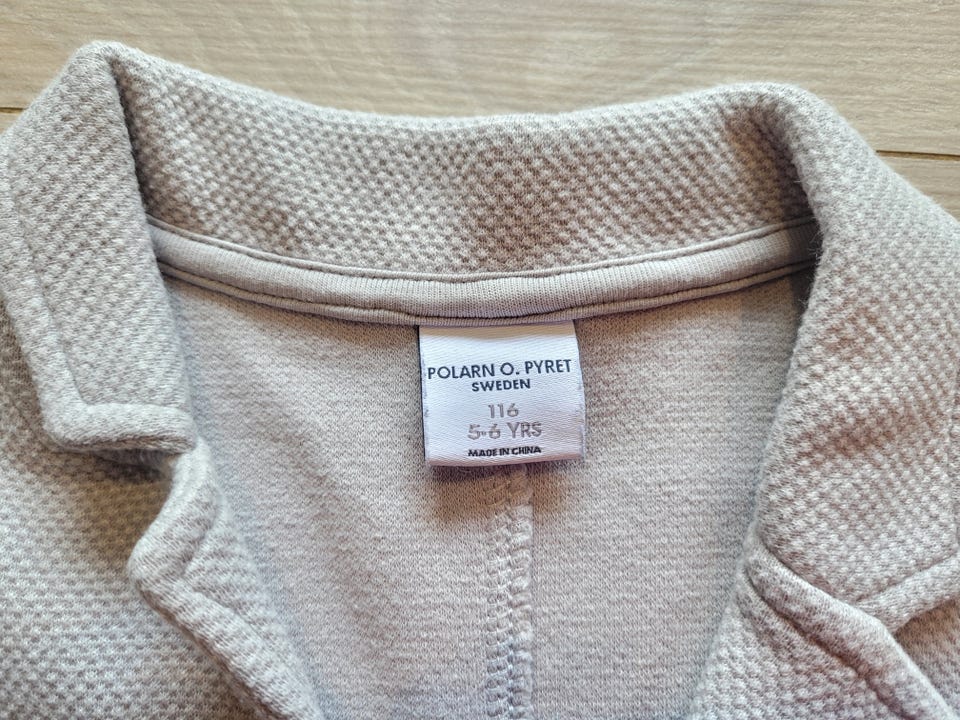 POLARN O. PYRET
SWEDEN
116
5-6 YRS
MADE IN CHINA